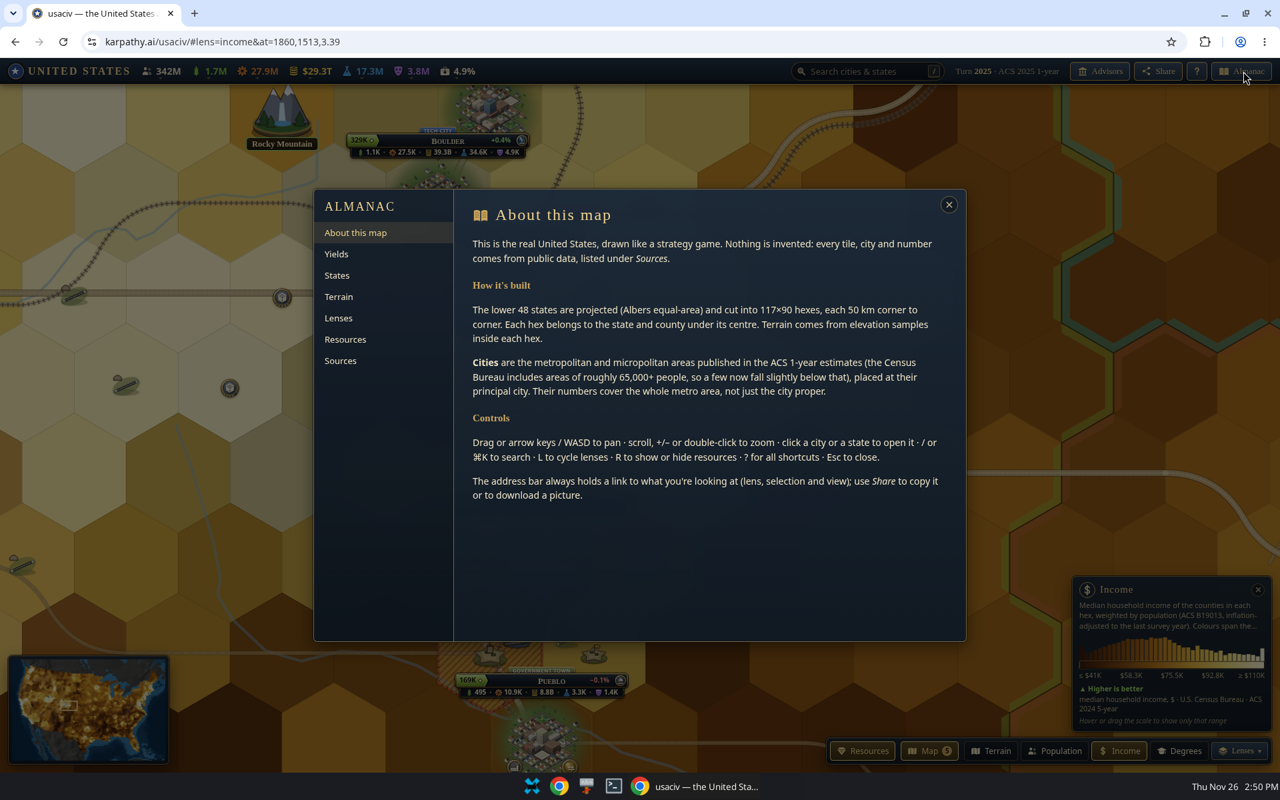 usaciv — the United States
karpathy.ai/usaciv/#lens=income&at=1860,1513,3.39
UNITED STATES 342M 1.7M 27.9M $29.3T 17.3M 3.8M 4.9%
Search cities & states /
Turn 2025 · ACS 2025 1-year
Advisors
Share
?
Almanac
Rocky Mountain
TECH CITY
329K BOULDER +0.4%
1.1K · 27.5K · 39.3B · 34.6K · 4.9K
ALMANAC
About this map
Yields
States
Terrain
Lenses
Resources
Sources
About this map
This is the real United States, drawn like a strategy game. Nothing is invented: every tile, city and number
comes from public data, listed under Sources.
How it's built
The lower 48 states are projected (Albers equal-area) and cut into 117×90 hexes, each 50 km corner to
corner. Each hex belongs to the state and county under its centre. Terrain comes from elevation samples
inside each hex.
Cities are the metropolitan and micropolitan areas published in the ACS 1-year estimates (the Census
Bureau includes areas of roughly 65,000+ people, so a few now fall slightly below that), placed at their
principal city. Their numbers cover the whole metro area, not just the city proper.
Controls
Drag or arrow keys / WASD to pan · scroll, +/− or double-click to zoom · click a city or a state to open it · / or
⌘K to search · L to cycle lenses · R to show or hide resources · ? for all shortcuts · Esc to close.
The address bar always holds a link to what you're looking at (lens, selection and view); use Share to copy it
or to download a picture.
GOVERNMENT TOWN
169K PUEBLO −0.1%
495 · 10.9K · 8.8B · 3.3K · 1.4K
Income
Median household income of the counties in each
hex, weighted by population (ACS B19013, inflation-
adjusted to the last survey year). Colours span the...
≤ $41K $58.3K $75.5K $92.8K ≥ $110K
▲ Higher is better
median household income, $ · U.S. Census Bureau · ACS
2024 5-year
Hover or drag the scale to show only that range
Resources
Map 5
Terrain
Population
Income
Degrees
Lenses
usaciv — the United Sta...
Thu Nov 26 2:50 PM